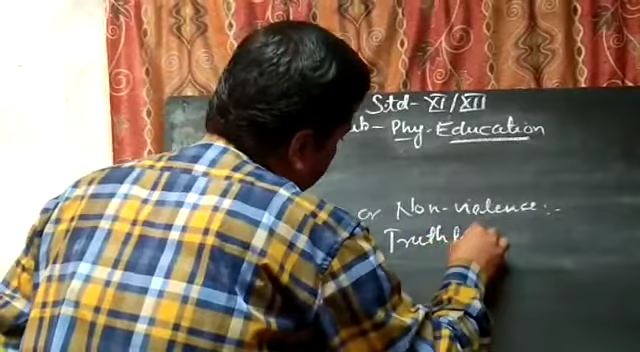 Std- XI/XII
Phy- Education
or Non-violence :-
Truth